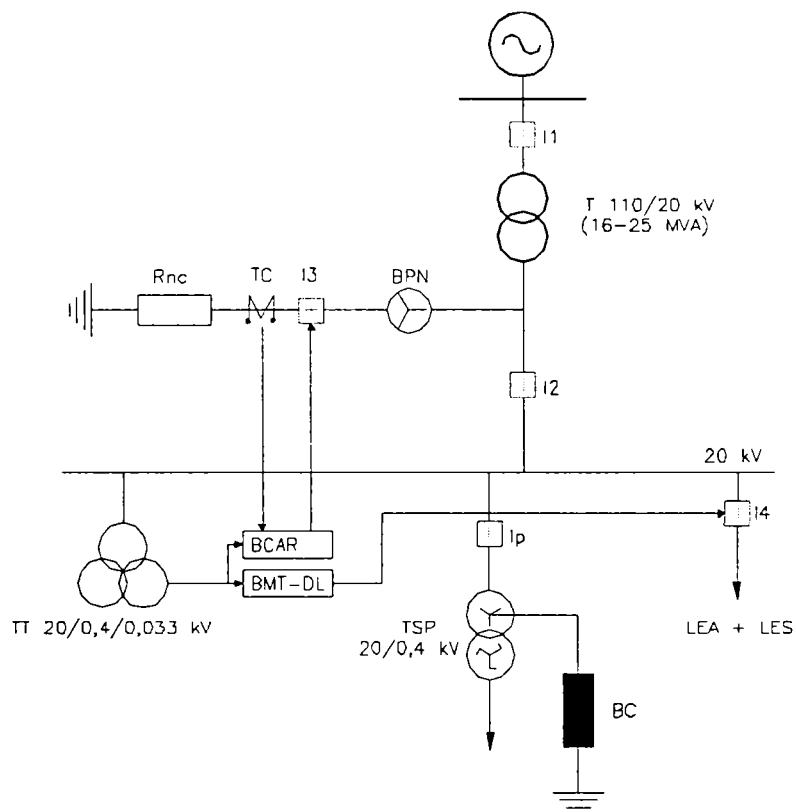 I1
T 110/20 kV
(16-25 MVA)
Rnc
TC
I3
BPN
I2
20 kV
I4
BCAR
Ip
BMT-DL
TT 20/0,4/0,033 kV
TSP
20/0,4 kV
LEA + LES
BC